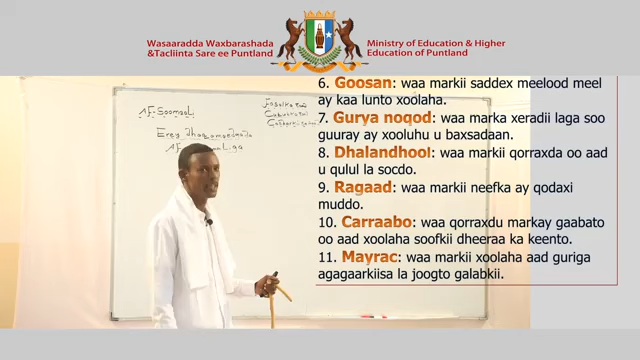 Wasaaradda Waxbarashada
&Tacliinta Sare ee Puntland
Ministry of Education & Higher
Education of Puntland
Af-Soomaali
6. Goosan: waa markii saddex meelood meel
ay kaa lunto xoolaha.
7. Gurya noqod: waa marka xeradii laga soo
guuray ay xooluhu u baxsadaan.
8. Dhalandhool: waa markii qorraxda oo aad
u qulul la socdo.
9. Ragaad: waa markii neefka ay qodaxi
muddo.
10. Carraabo: waa qorraxdu markay gaabato
oo aad xoolaha soofkii dheeraa ka keento.
11. Mayrac: waa markii xoolaha aad guriga
agagaarkiisa la joogto galabkii.